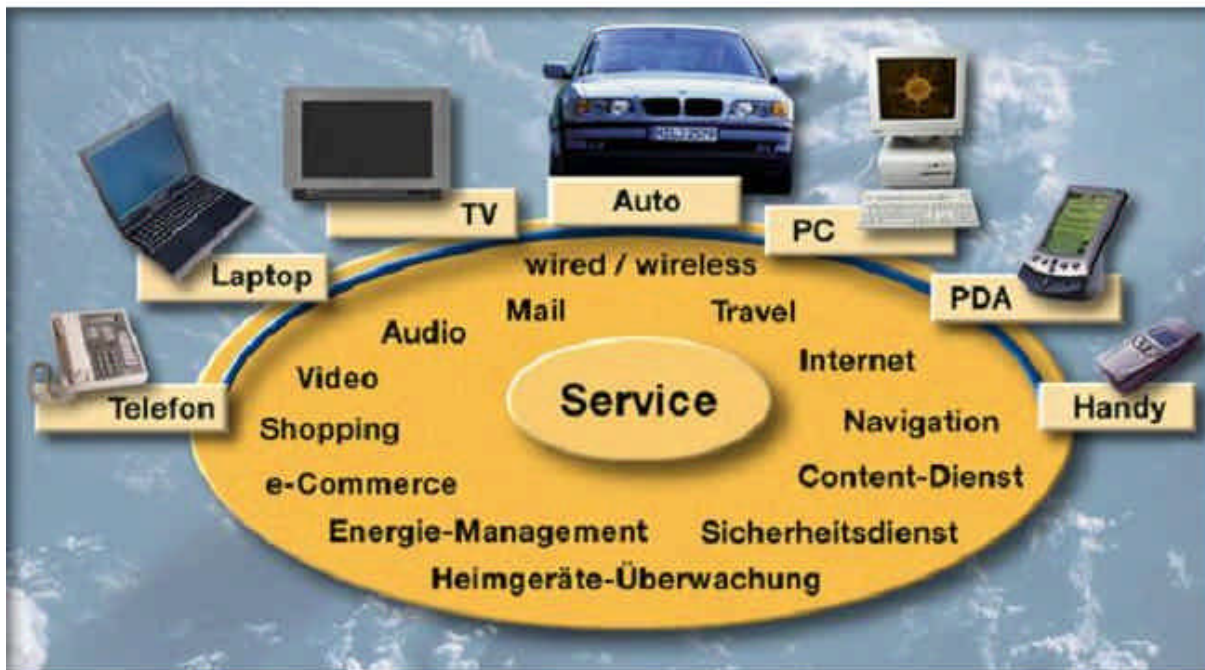 TV
Auto
PC
Laptop
wired / wireless
PDA
Mail
Travel
Audio
Internet
Video
Service
Telefon
Handy
Shopping
Navigation
e-Commerce
Content-Dienst
Energie-Management
Sicherheitsdienst
Heimgeräte-Überwachung